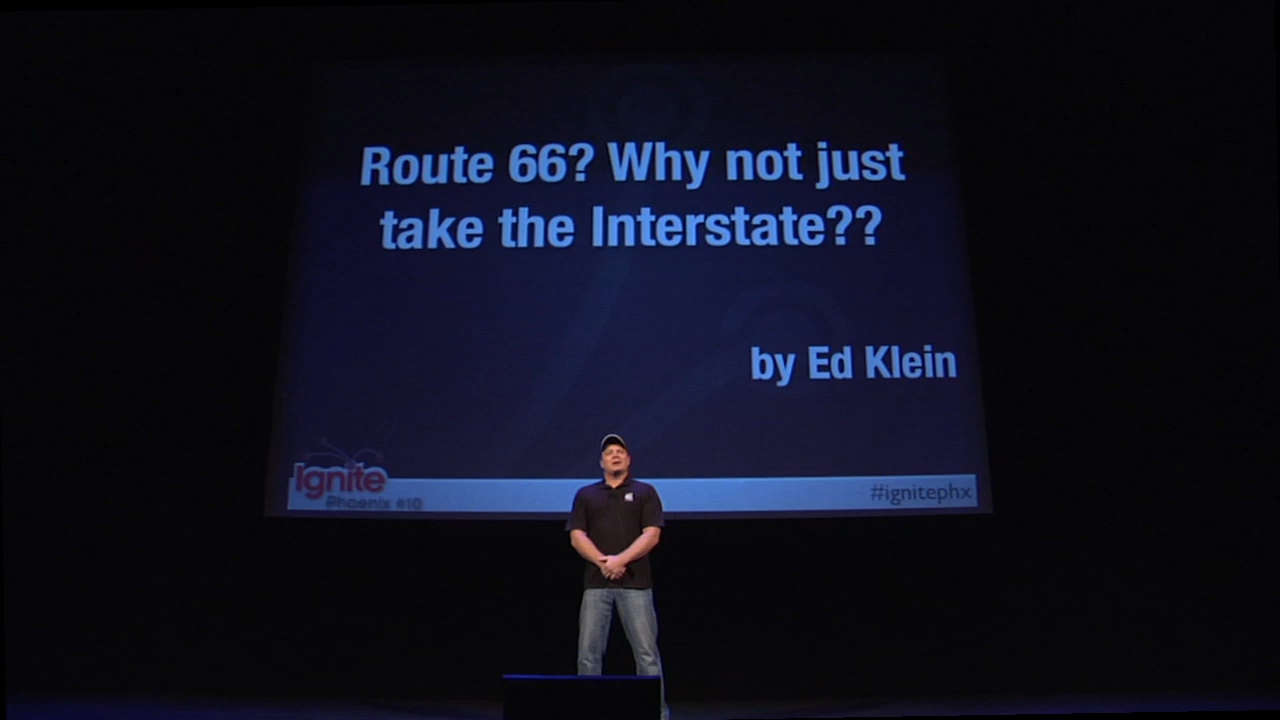 Route 66? Why not just
take the Interstate??
by Ed Klein
Ignite
Phoenix #10
#ignitephx